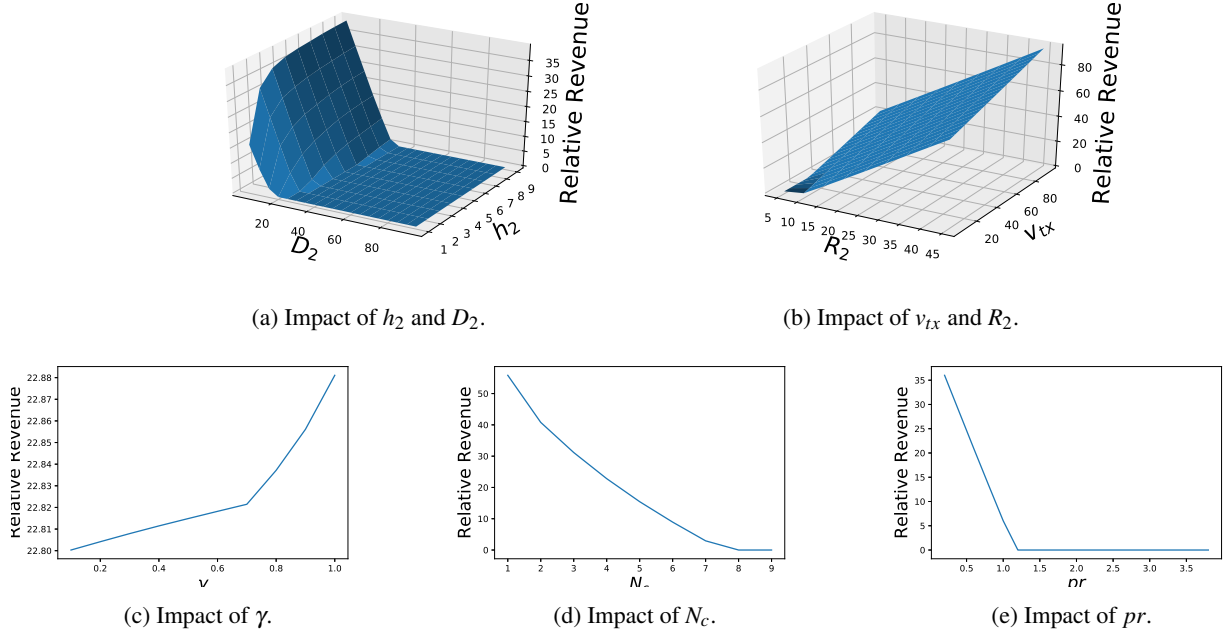 35
30
25
20
15
10
5
0
Relative Revenue
20
40
60
80
D₂
1 2 3 4 5 6 7 8 9
h₂
80
60
40
20
0
Relative Revenue
5 10 15 20 25 30 35 40 45
R₂
20
40
60
80
v_tx
(a) Impact of h₂ and D₂.
(b) Impact of v_tx and R₂.
22.88
22.87
22.86
22.85
22.84
22.83
22.82
22.81
22.80
Relative Revenue
0.2 0.4 0.6 0.8 1.0
50
40
30
20
10
0
Relative Revenue
1 2 3 4 5 6 7 8 9
N
35
30
25
20
15
10
5
0
Relative Revenue
0.5 1.0 1.5 2.0 2.5 3.0 3.5
pr
(c) Impact of γ.
(d) Impact of N_c.
(e) Impact of pr.